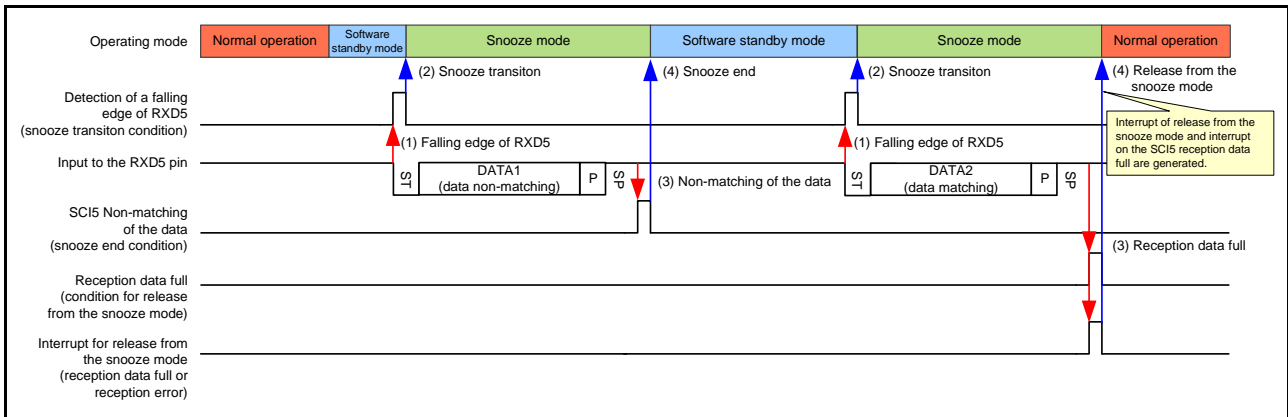 Operating mode
Normal operation
Software
standby mode
Snooze mode
Software standby mode
Snooze mode
Normal operation
(2) Snooze transiton
(4) Snooze end
(2) Snooze transiton
(4) Release from the
snooze mode
Detection of a falling
edge of RXD5
(snooze transiton condition)
Interrupt of release from the
snooze mode and interrupt
on the SCI5 reception data
full are generated.
(1) Falling edge of RXD5
(1) Falling edge of RXD5
Input to the RXD5 pin
ST
DATA1
(data non-matching)
P
SP
(3) Non-matching of the data
ST
DATA2
(data matching)
P
SP
SCI5 Non-matching
of the data
(snooze end condition)
(3) Reception data full
Reception data full
(condition for release
from the snooze mode)
Interrupt for release from
the snooze mode
(reception data full or
reception error)